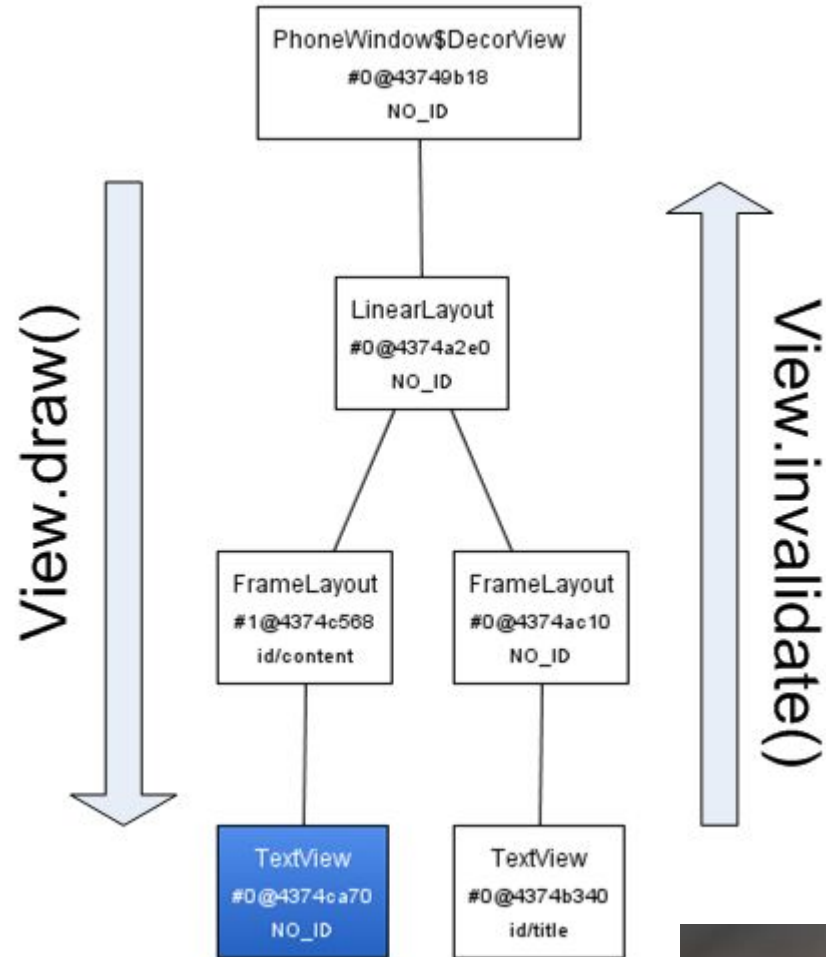 PhoneWindow$DecorView
#0@43749b18
NO_ID
View.draw()
View.invalidate()
LinearLayout
#0@4374a2e0
NO_ID
FrameLayout
#1@4374c568
id/content
FrameLayout
#0@4374ac10
NO_ID
TextView
#0@4374ca70
NO_ID
TextView
#0@4374b340
id/title